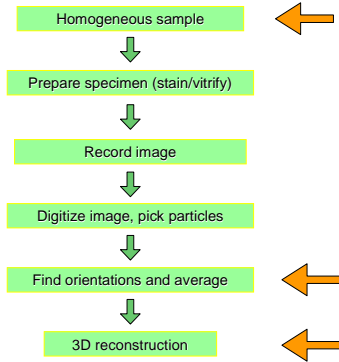 Homogeneous sample
Prepare specimen (stain/vitrify)
Record image
Digitize image, pick particles
Find orientations and average
3D reconstruction